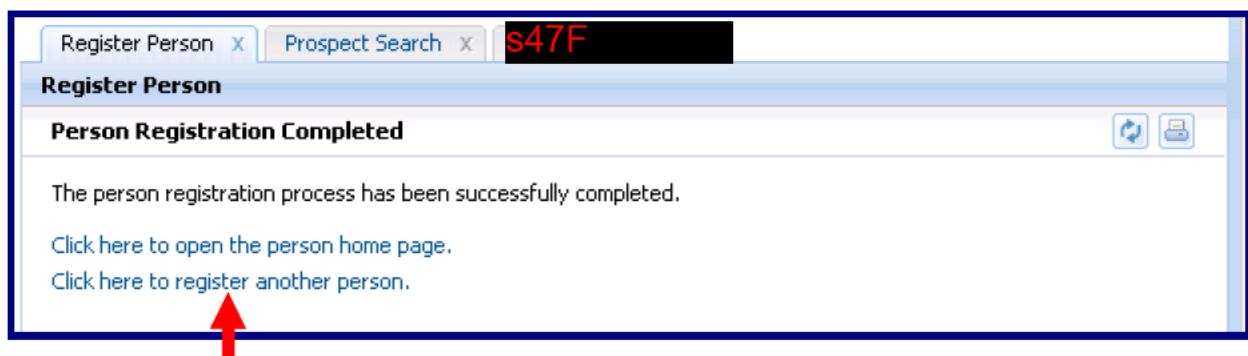 Register Person x Prospect Search x s47F
Register Person
Person Registration Completed
The person registration process has been successfully completed.
Click here to open the person home page.
Click here to register another person.